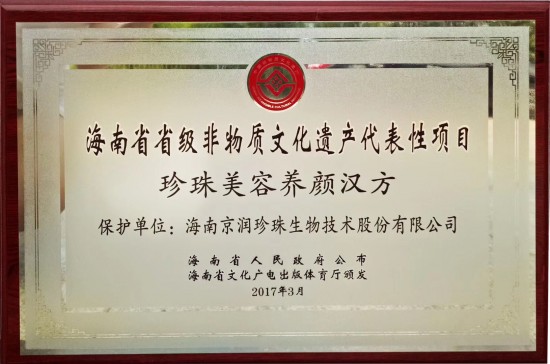 海南省省级非物质文化遗产代表性项目
珍珠美容养颜汉方
保护单位：海南京润珍珠生物技术股份有限公司
海南省人民政府公布
海南省文化广电出版体育厅颁发
2017年3月